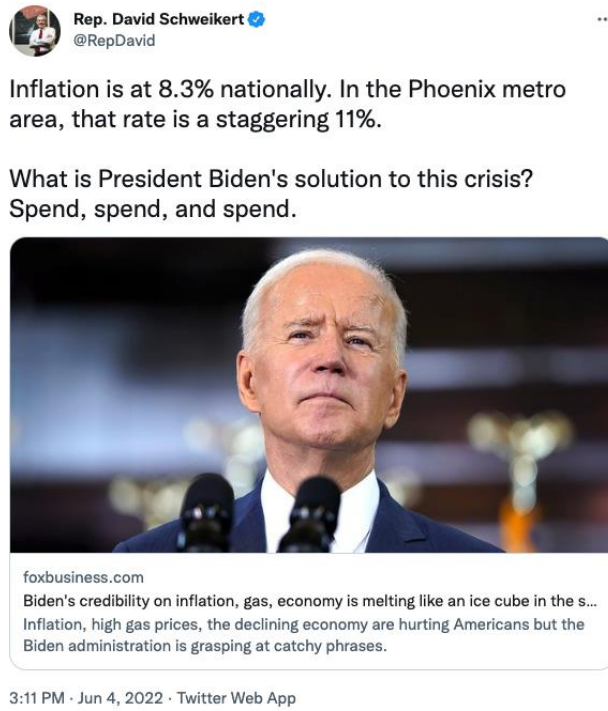 Rep. David Schweikert
@RepDavid
Inflation is at 8.3% nationally. In the Phoenix metro
area, that rate is a staggering 11%.
What is President Biden's solution to this crisis?
Spend, spend, and spend.
foxbusiness.com
Biden's credibility on inflation, gas, economy is melting like an ice cube in the s...
Inflation, high gas prices, the declining economy are hurting Americans but the
Biden administration is grasping at catchy phrases.
3:11 PM · Jun 4, 2022 · Twitter Web App